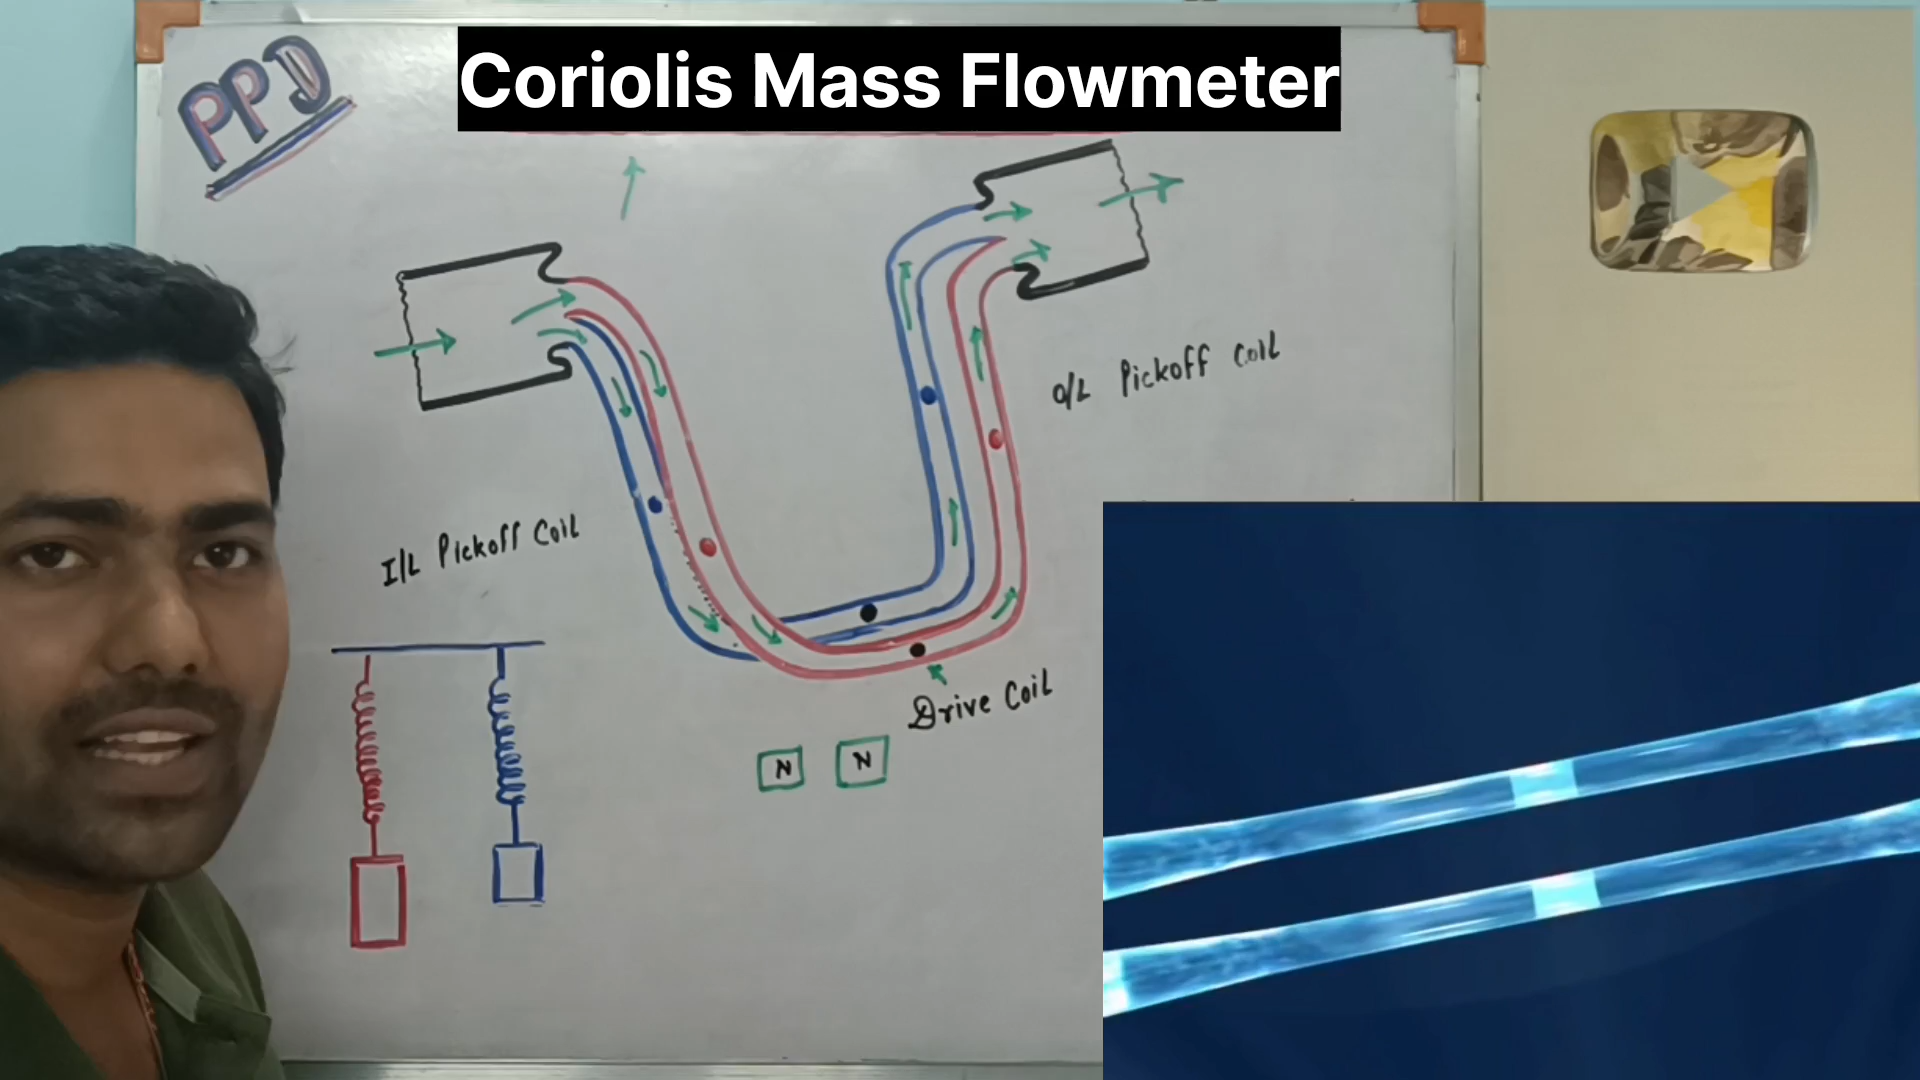 PPD
Coriolis Mass Flowmeter
O/L Pickoff Coil
I/L Pickoff Coil
Drive Coil
N N